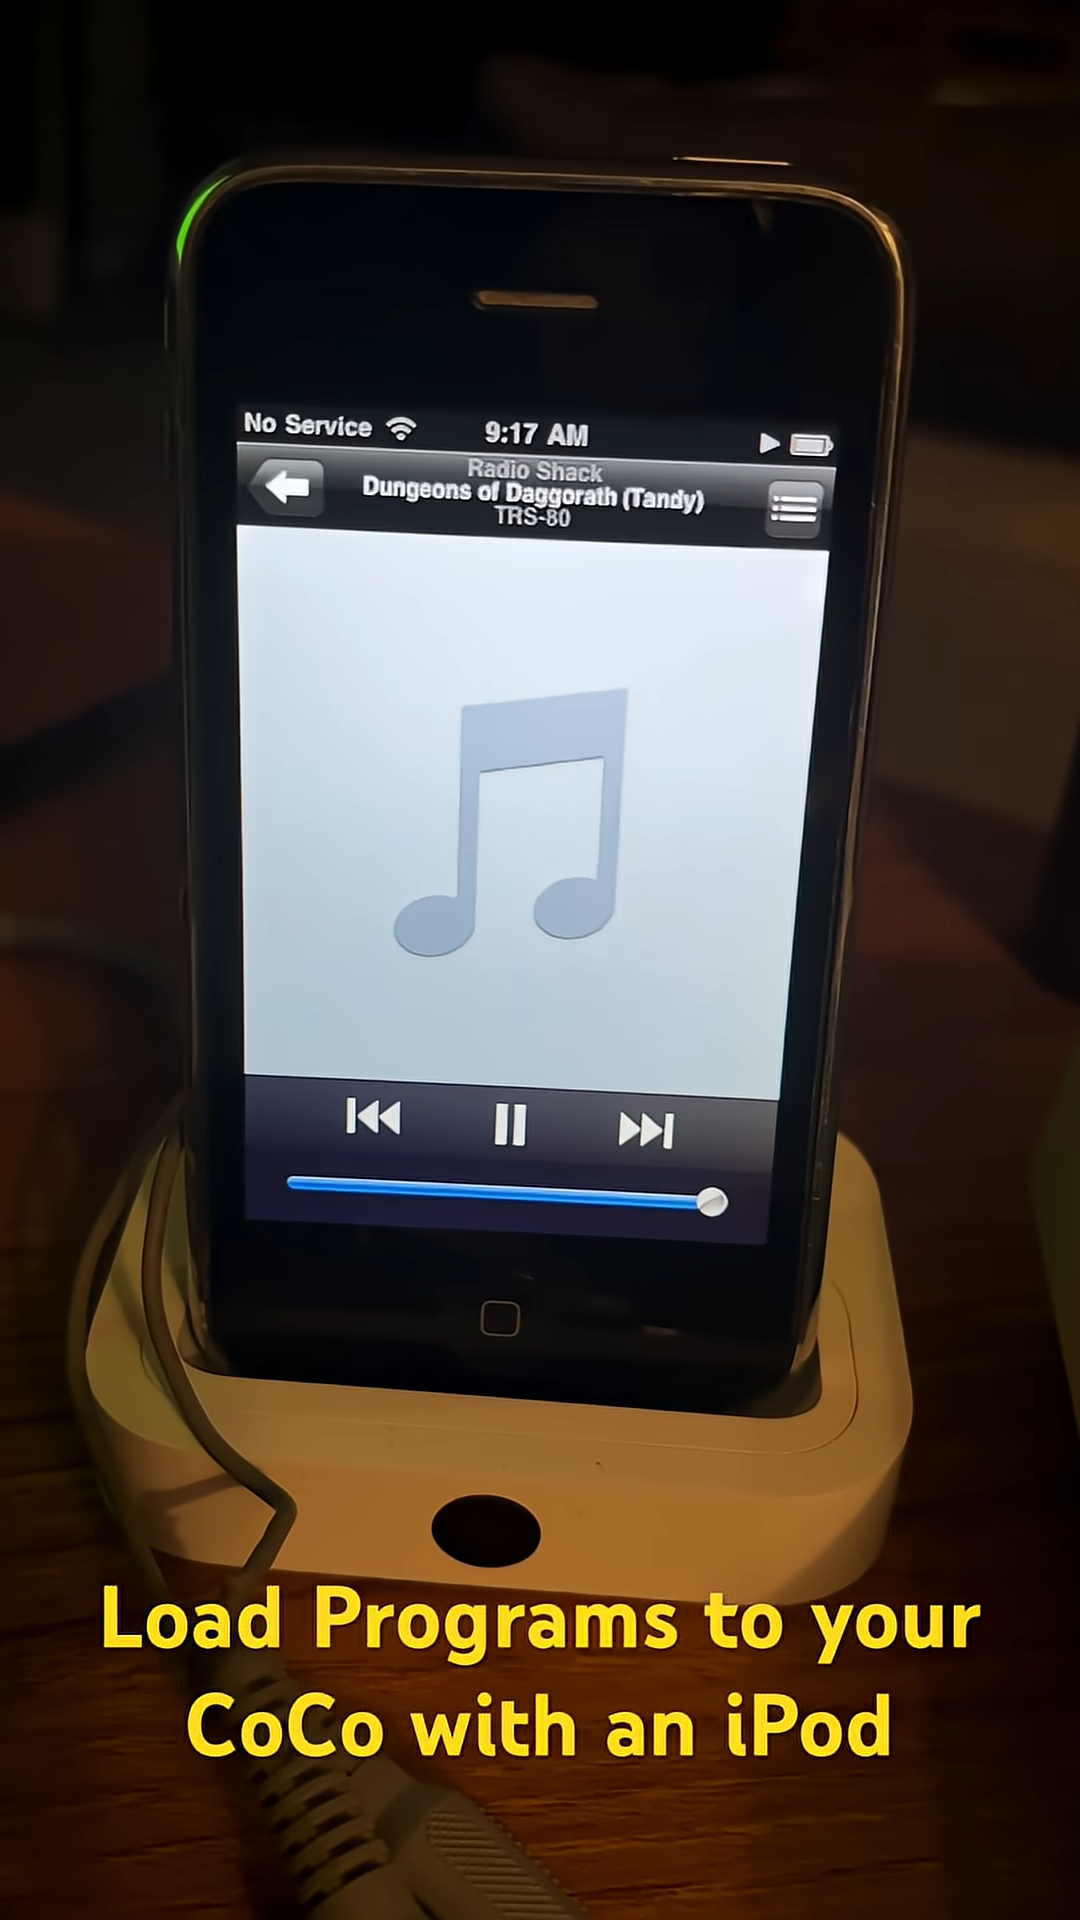 No Service
9:17 AM
Radio Shack
Dungeons of Daggorath (Tandy)
TRS-80
Load Programs to your
CoCo with an iPod